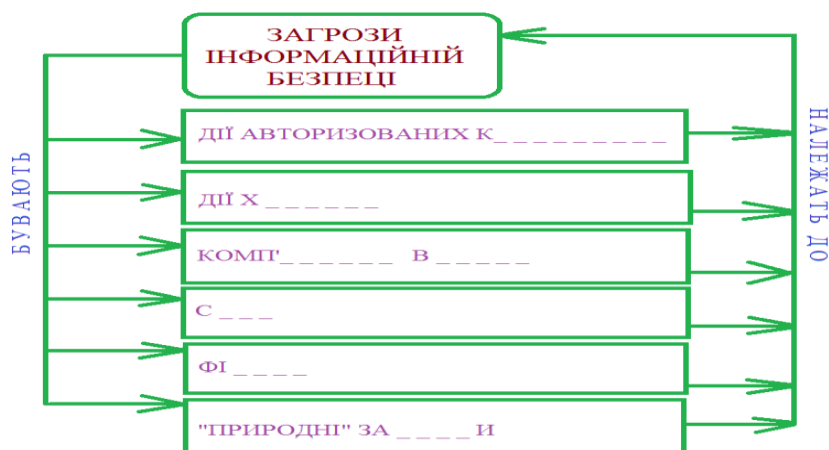 ЗАГРОЗИ
ІНФОРМАЦІЙНІЙ
БЕЗПЕЦІ
БУВАЮТЬ
ДІЇ АВТОРИЗОВАНИХ К_ _ _ _ _ _ _ _ _
ДІЇ Х _ _ _ _ _ _
КОМП'_ _ _ _ _ _ В _ _ _ _ _
С _ _ _
ФІ _ _ _ _
"ПРИРОДНІ" ЗА _ _ _ _ И
НАЛЕЖАТЬ ДО